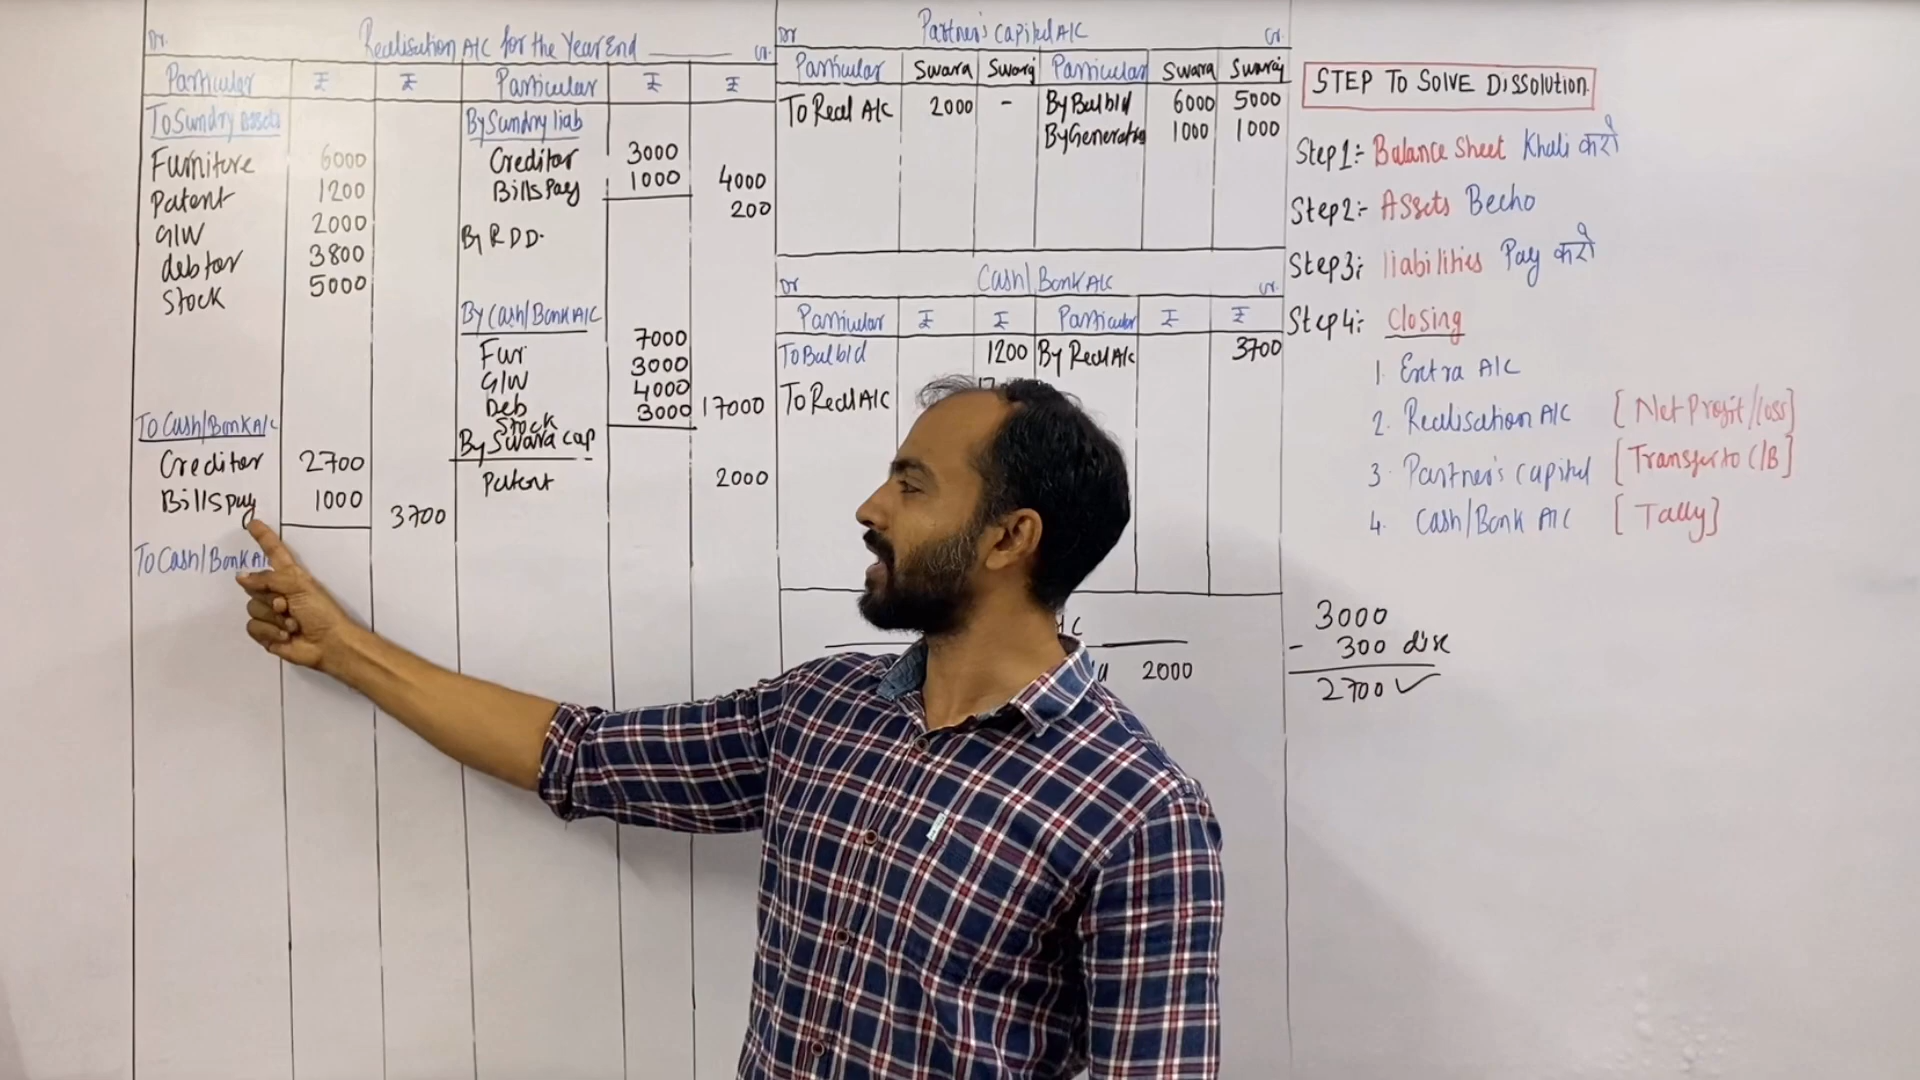 Dr. Realisation A/C for the Year End ______ Cr.
Particular ₹ ₹ Particular ₹ ₹
To Sundry assets By Sundry liab
Furniture 6000 Creditor 3000
Patent 1200 Bills Pay 1000 4000
G/W 2000 200
debtor 3800 By R D D.
Stock 5000
By Cash/Bank A/C
Fur 7000
G/W 3000
Deb 4000
Stock 3000 17000
To Cash/Bank A/C By Swara cap
Creditor 2700 Patent 2000
Bills pay 1000 3700
To Cash/Bank A/
Dr Partner's Capital A/C Cr.
Particular Swara Swaraj Particular Swara Swaraj
To Real A/C 2000 - By Bal b/d 6000 5000
By General 1000 1000
Dr Cash/Bank A/C Cr.
Particular ₹ ₹ Particular ₹ ₹
To Bal b/d 1200 By Real A/c 3700
To Real A/C
2000
STEP TO SOLVE Dissolution.
Step1:- Balance Sheet Khali करो
Step2:- Assets Becho
Step3: liabilities Pay करो
Step4: Closing
1. Extra A/C
2. Realisation A/C [Net Profit/loss]
3. Partner's Capital [Transfer to C/B]
4. Cash/Bank A/C [Tally]
3000
- 300 disc
2700 ✓